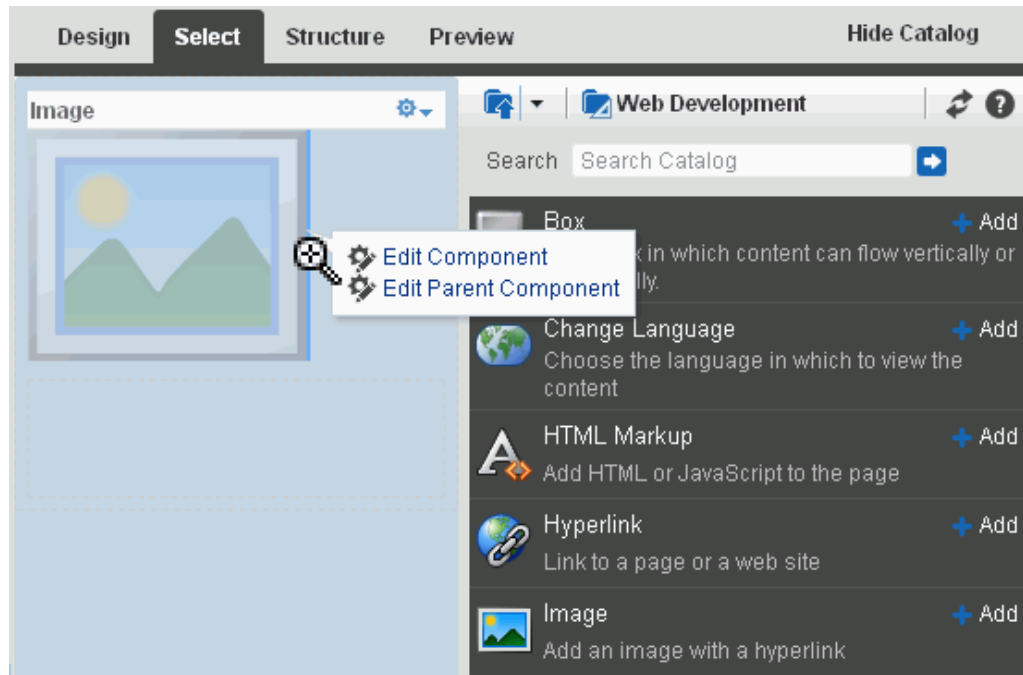 Design Select Structure Preview Hide Catalog
Image
Web Development
Search Search Catalog
Box
Add
k in which content can flow vertically or
lly.
Edit Component
Edit Parent Component
Change Language
Add
Choose the language in which to view the
content
HTML Markup
Add
Add HTML or JavaScript to the page
Hyperlink
Add
Link to a page or a web site
Image
Add
Add an image with a hyperlink